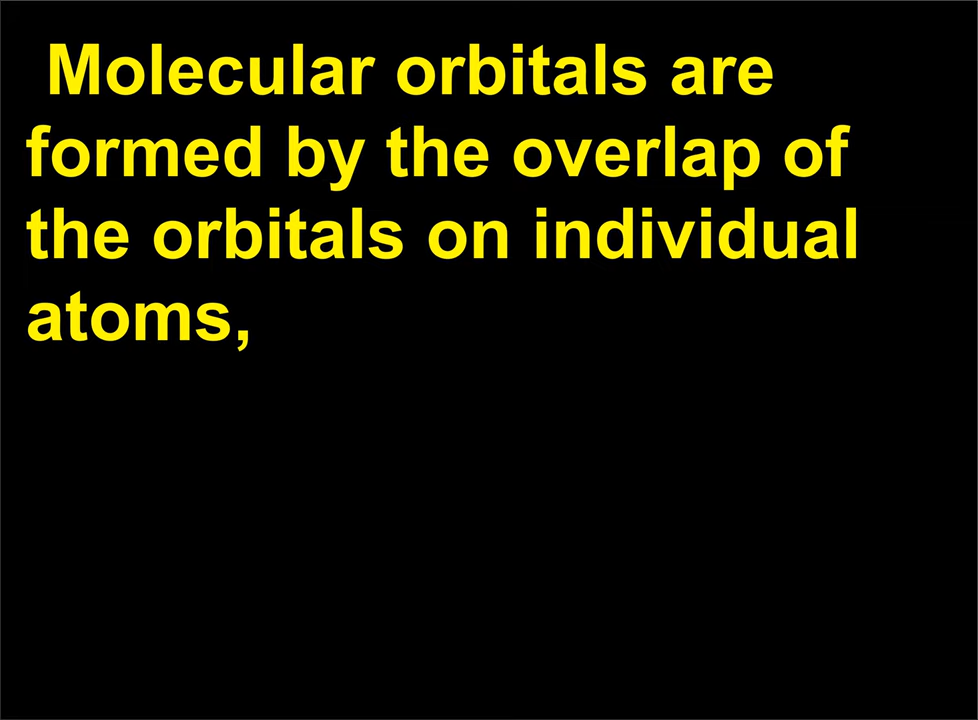 Molecular orbitals are
formed by the overlap of
the orbitals on individual
atoms,